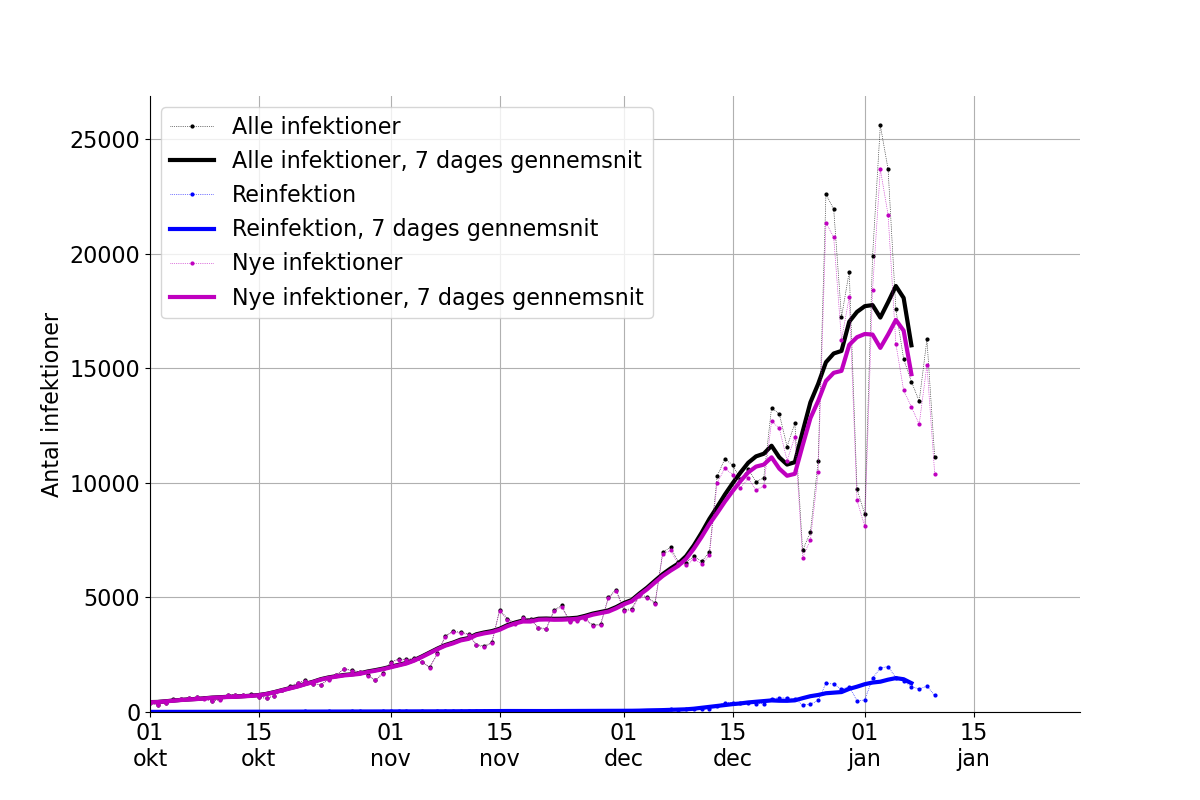 Alle infektioner
Alle infektioner, 7 dages gennemsnit
Reinfektion
Reinfektion, 7 dages gennemsnit
Nye infektioner
Nye infektioner, 7 dages gennemsnit
Antal infektioner
25000
20000
15000
10000
5000
0
01 15 01 15 01 15 01 15
okt okt nov nov dec dec jan jan